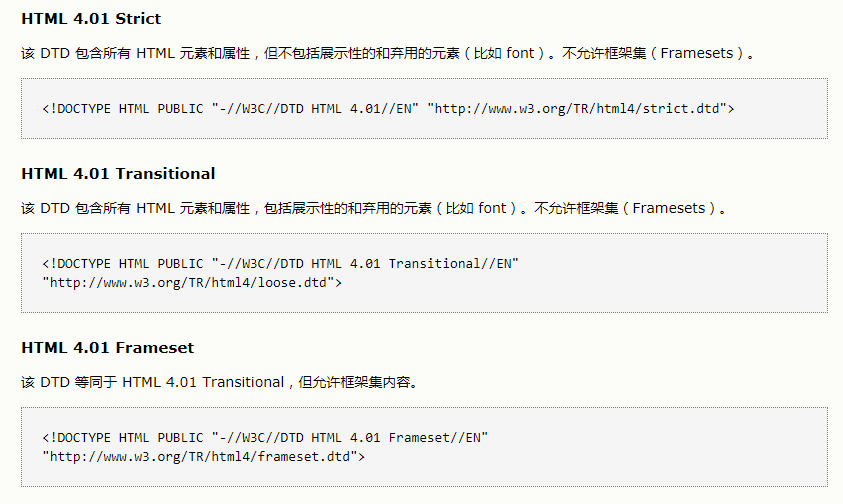 HTML 4.01 Strict
该 DTD 包含所有 HTML 元素和属性，但不包括展示性的和弃用的元素（比如 font）。不允许框架集（Framesets）。
<!DOCTYPE HTML PUBLIC "-//W3C//DTD HTML 4.01//EN" "http://www.w3.org/TR/html4/strict.dtd">
HTML 4.01 Transitional
该 DTD 包含所有 HTML 元素和属性，包括展示性的和弃用的元素（比如 font）。不允许框架集（Framesets）。
<!DOCTYPE HTML PUBLIC "-//W3C//DTD HTML 4.01 Transitional//EN"
"http://www.w3.org/TR/html4/loose.dtd">
HTML 4.01 Frameset
该 DTD 等同于 HTML 4.01 Transitional，但允许框架集内容。
<!DOCTYPE HTML PUBLIC "-//W3C//DTD HTML 4.01 Frameset//EN"
"http://www.w3.org/TR/html4/frameset.dtd">